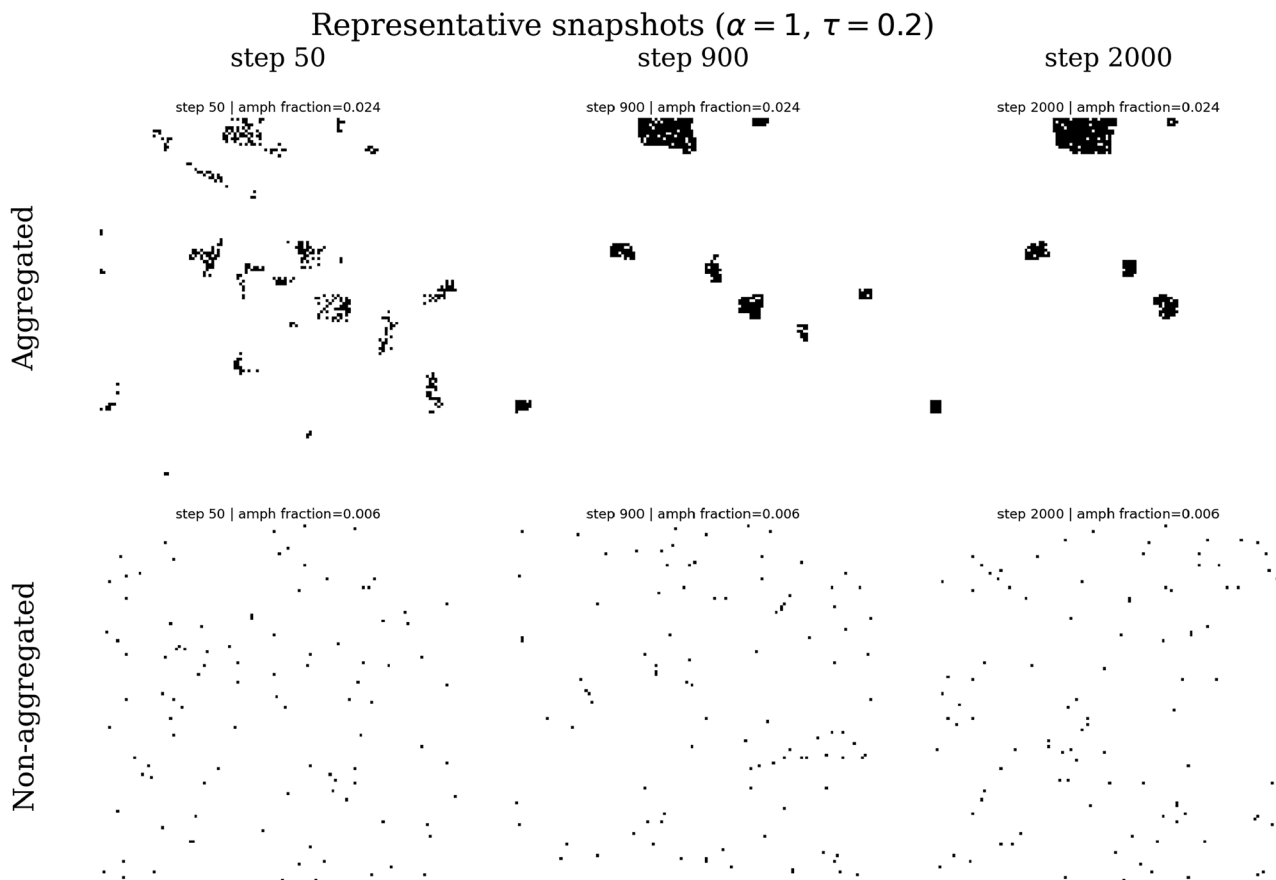 Representative snapshots (α = 1, τ = 0.2)
step 50
step 900
step 2000
Aggregated
step 50 | amph fraction=0.024
step 900 | amph fraction=0.024
step 2000 | amph fraction=0.024
Non-aggregated
step 50 | amph fraction=0.006
step 900 | amph fraction=0.006
step 2000 | amph fraction=0.006